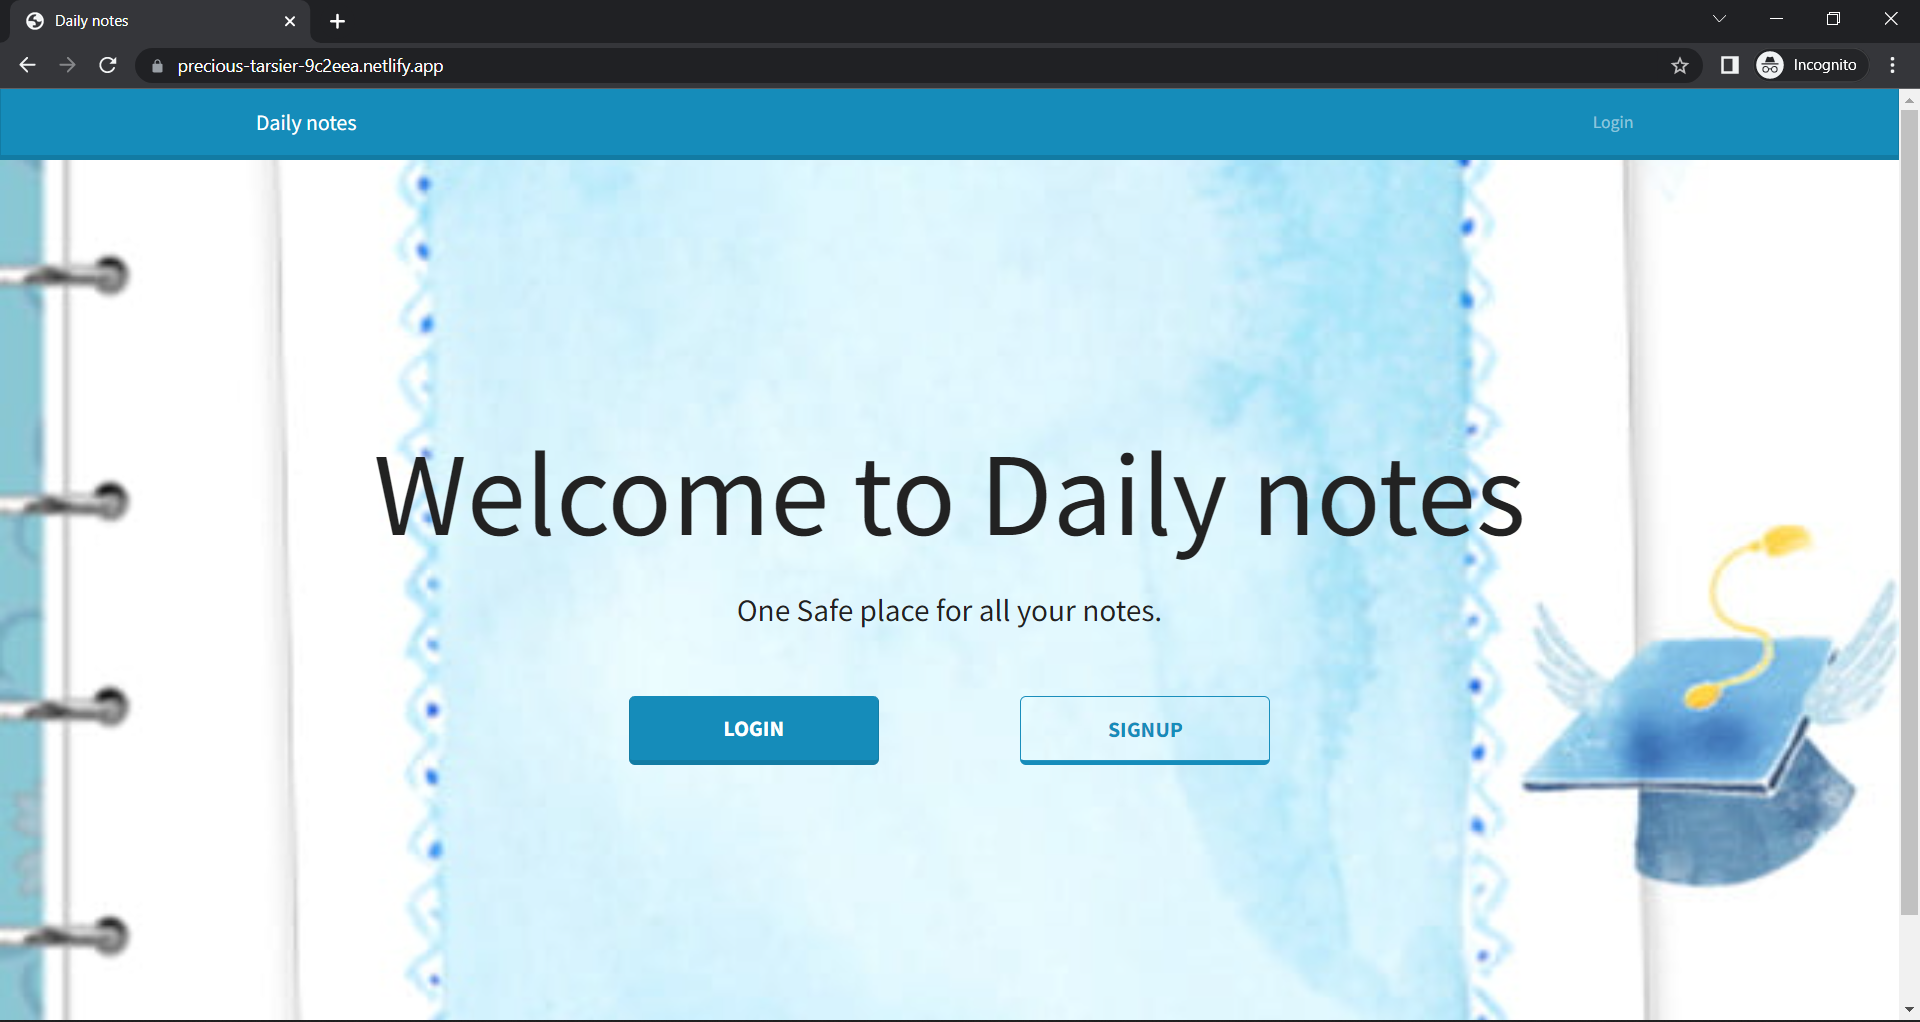 Daily notes
precious-tarsier-9c2eea.netlify.app
Incognito
Daily notes
Login
Welcome to Daily notes
One Safe place for all your notes.
LOGIN
SIGNUP